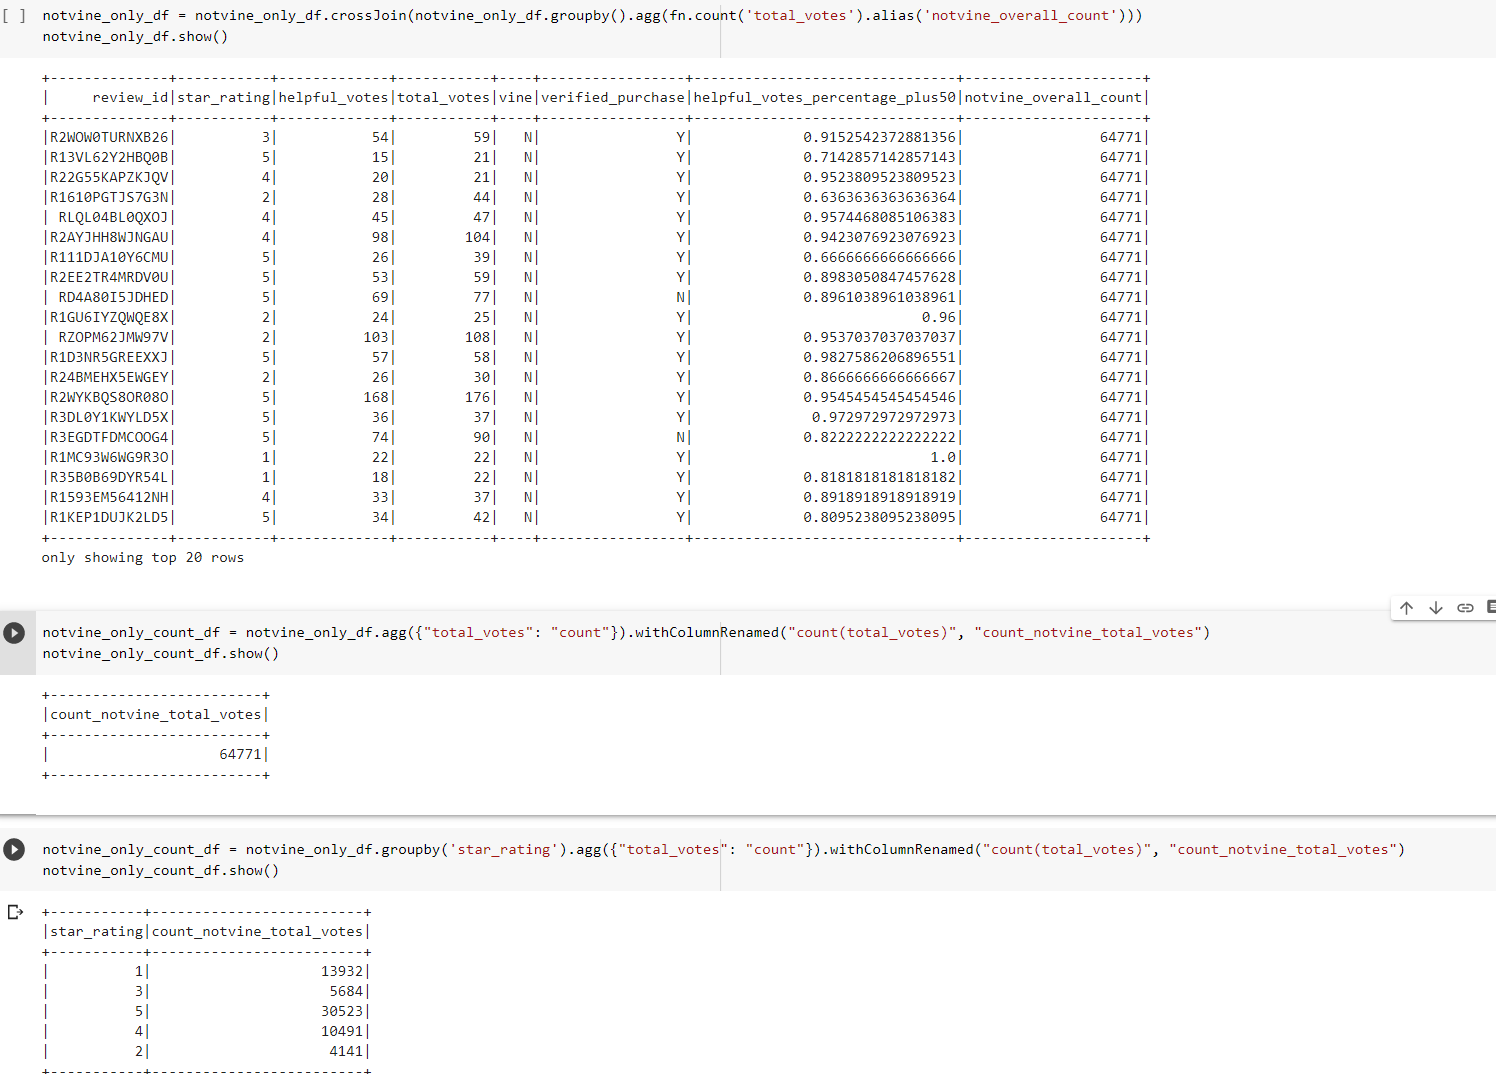 [ ] notvine_only_df = notvine_only_df.crossJoin(notvine_only_df.groupby().agg(fn.count('total_votes').alias('notvine_overall_count')))
notvine_only_df.show()
+--------------+-----------+-------------+-----------+----+-----------------+------------------------------+---------------------+
|     review_id|star_rating|helpful_votes|total_votes|vine|verified_purchase|helpful_votes_percentage_plus50|notvine_overall_count|
+--------------+-----------+-------------+-----------+----+-----------------+------------------------------+---------------------+
|R2WOW0TURNXB26|          3|           54|         59|   N|                Y|             0.9152542372881356|                64771|
|R13VL62Y2HBQ0B|          5|           15|         21|   N|                Y|             0.7142857142857143|                64771|
|R22G55KAPZKJQV|          4|           20|         21|   N|                Y|             0.9523809523809523|                64771|
|R1610PGTJS7G3N|          2|           28|         44|   N|                Y|             0.6363636363636364|                64771|
| RLQL04BL0QXOJ|          4|           45|         47|   N|                Y|             0.9574468085106383|                64771|
|R2AYJHH8WJNGAU|          4|           98|        104|   N|                Y|             0.9423076923076923|                64771|
|R111DJA10Y6CMU|          5|           26|         39|   N|                Y|             0.6666666666666666|                64771|
|R2EE2TR4MRDV0U|          5|           53|         59|   N|                Y|             0.8983050847457628|                64771|
| RD4A80I5JDHED|          5|           69|         77|   N|                N|             0.8961038961038961|                64771|
|R1GU6IYZQWQE8X|          2|           24|         25|   N|                Y|                           0.96|                64771|
| RZOPM62JMW97V|          2|          103|        108|   N|                Y|             0.9537037037037037|                64771|
|R1D3NR5GREEXXJ|          5|           57|         58|   N|                Y|             0.9827586206896551|                64771|
|R24BMEHX5EWGEY|          2|           26|         30|   N|                Y|             0.8666666666666667|                64771|
|R2WYKBQS8OR08O|          5|          168|        176|   N|                Y|             0.9545454545454546|                64771|
|R3DL0Y1KWYLD5X|          5|           36|         37|   N|                Y|              0.972972972972973|                64771|
|R3EGDTFDMCOOG4|          5|           74|         90|   N|                N|             0.8222222222222222|                64771|
|R1MC93W6WG9R3O|          1|           22|         22|   N|                Y|                            1.0|                64771|
|R35B0B69DYR54L|          1|           18|         22|   N|                Y|             0.8181818181818182|                64771|
|R1593EM56412NH|          4|           33|         37|   N|                Y|             0.8918918918918919|                64771|
|R1KEP1DUJK2LD5|          5|           34|         42|   N|                Y|             0.8095238095238095|                64771|
+--------------+-----------+-------------+-----------+----+-----------------+------------------------------+---------------------+
only showing top 20 rows
notvine_only_count_df = notvine_only_df.agg({"total_votes": "count"}).withColumnRenamed("count(total_votes)", "count_notvine_total_votes")
notvine_only_count_df.show()
+-------------------------+
|count_notvine_total_votes|
+-------------------------+
|                    64771|
+-------------------------+
notvine_only_count_df = notvine_only_df.groupby('star_rating').agg({"total_votes": "count"}).withColumnRenamed("count(total_votes)", "count_notvine_total_votes")
notvine_only_count_df.show()
+-----------+-------------------------+
|star_rating|count_notvine_total_votes|
+-----------+-------------------------+
|          1|                    13932|
|          3|                     5684|
|          5|                    30523|
|          4|                    10491|
|          2|                     4141|
+-----------+-------------------------+